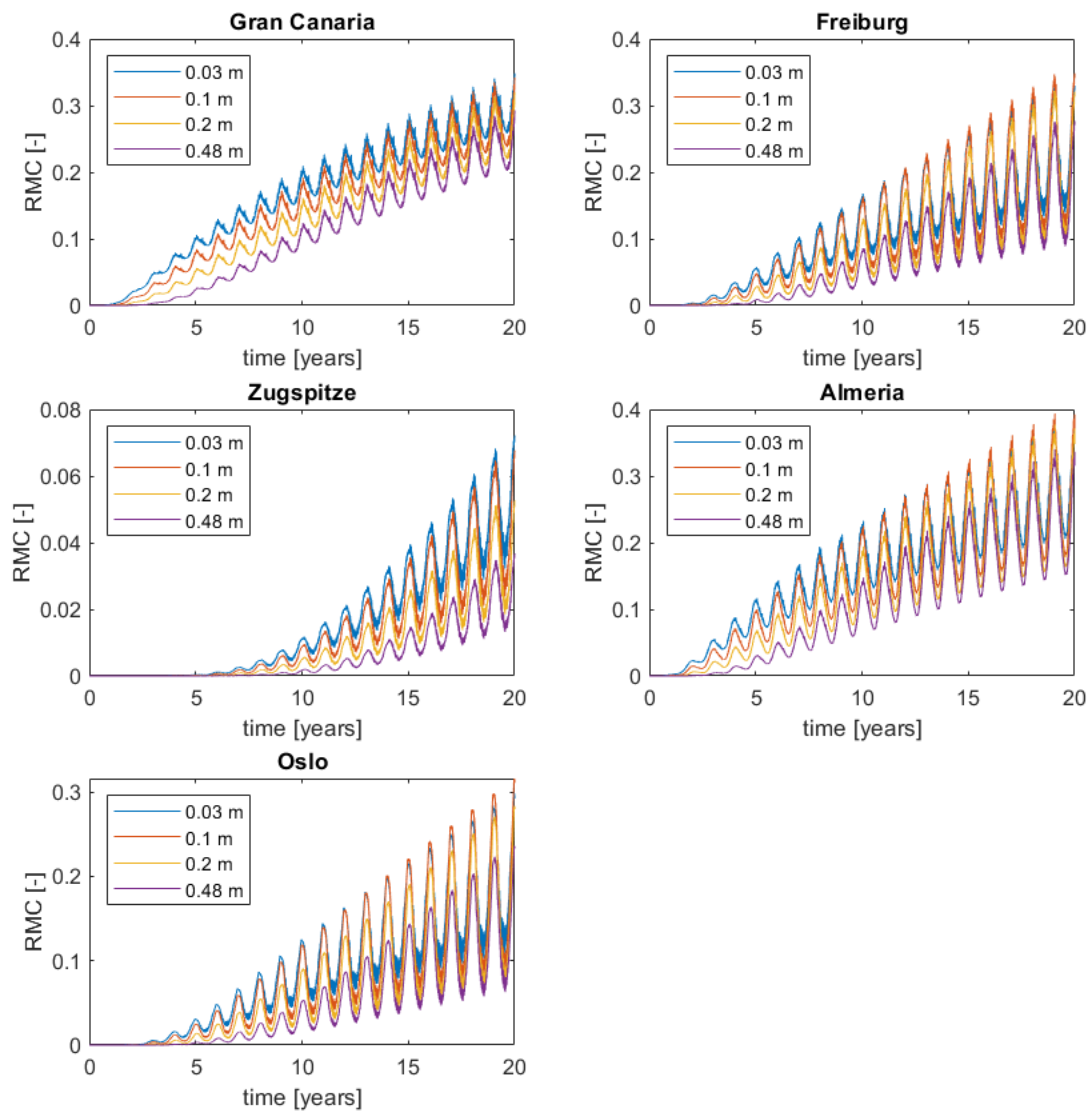 Gran Canaria
0.4
0.3
0.2
0.1
0
RMC [-]
0.03 m
0.1 m
0.2 m
0.48 m
0 5 10 15 20
time [years]
Freiburg
0.4
0.3
0.2
0.1
0
RMC [-]
0.03 m
0.1 m
0.2 m
0.48 m
0 5 10 15 20
time [years]
Zugspitze
0.08
0.06
0.04
0.02
0
RMC [-]
0.03 m
0.1 m
0.2 m
0.48 m
0 5 10 15 20
time [years]
Almeria
0.4
0.3
0.2
0.1
0
RMC [-]
0.03 m
0.1 m
0.2 m
0.48 m
0 5 10 15 20
time [years]
Oslo
0.3
0.2
0.1
0
RMC [-]
0.03 m
0.1 m
0.2 m
0.48 m
0 5 10 15 20
time [years]